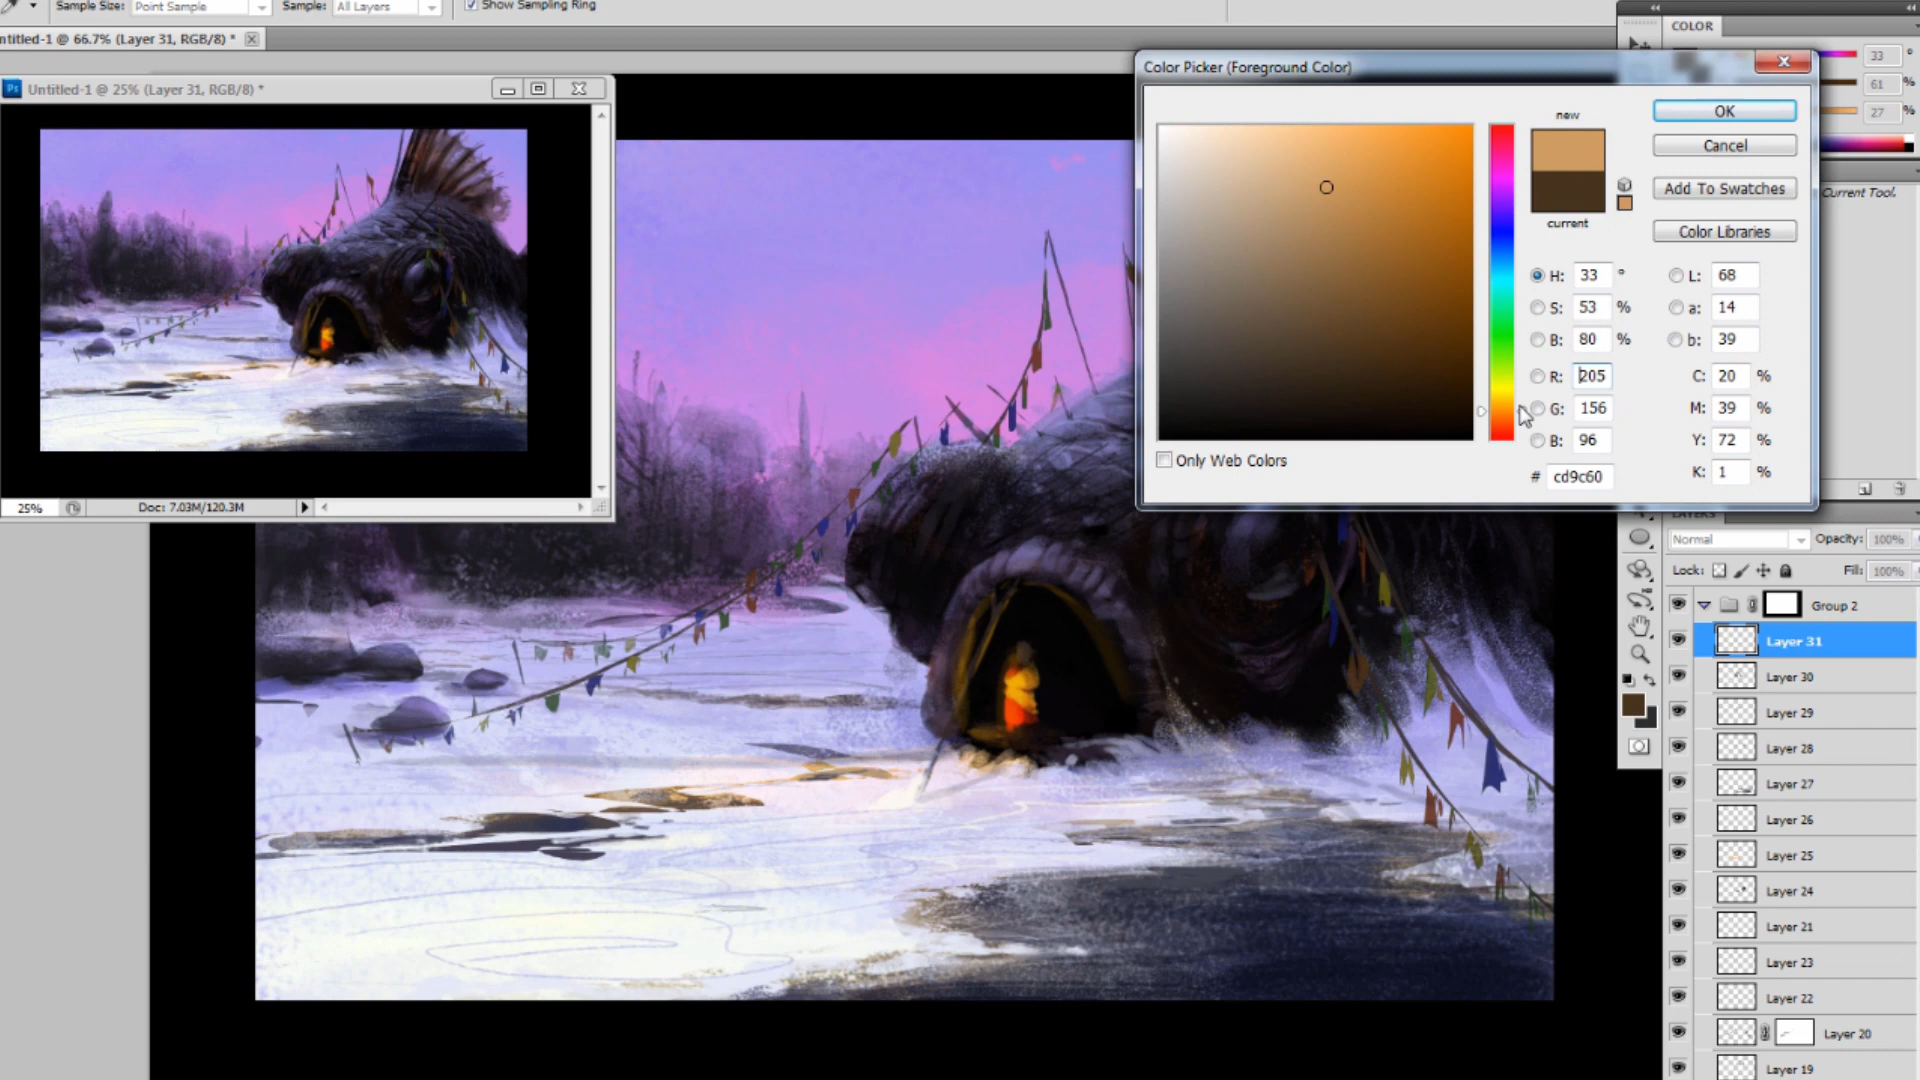 Sample Size: Point Sample Sample: All Layers Show Sampling Ring
ntitled-1 @ 66.7% (Layer 31, RGB/8) *
Ps Untitled-1 @ 25% (Layer 31, RGB/8) *
25% Doc: 7.03M/120.3M
Color Picker (Foreground Color)
new
current
OK
Cancel
Add To Swatches
Color Libraries
H: 33 °
S: 53 %
B: 80 %
R: 205
G: 156
B: 96
# cd9c60
L: 68
a: 14
b: 39
C: 20 %
M: 39 %
Y: 72 %
K: 1 %
Only Web Colors
COLOR
33 °
61 %
27 %
Current Tool.
LAYERS
Normal Opacity: 100%
Lock: Fill: 100%
Group 2
Layer 31
Layer 30
Layer 29
Layer 28
Layer 27
Layer 26
Layer 25
Layer 24
Layer 21
Layer 23
Layer 22
Layer 20
Layer 19